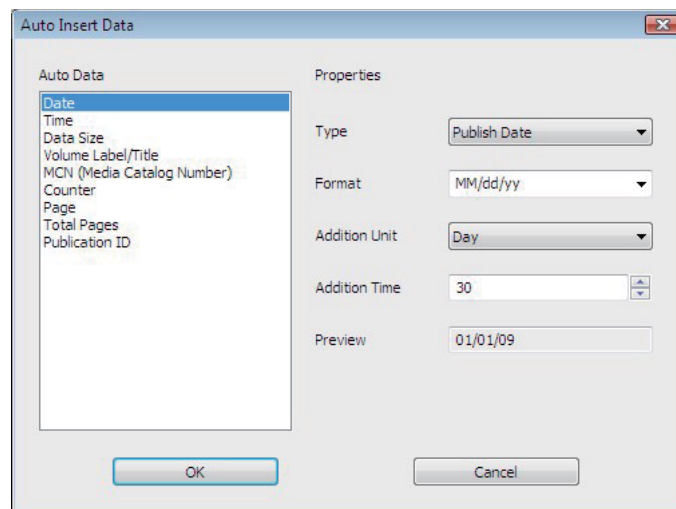 Auto Insert Data
Auto Data
Date
Time
Data Size
Volume Label/Title
MCN (Media Catalog Number)
Counter
Page
Total Pages
Publication ID
Properties
Type Publish Date
Format MM/dd/yy
Addition Unit Day
Addition Time 30
Preview 01/01/09
OK Cancel